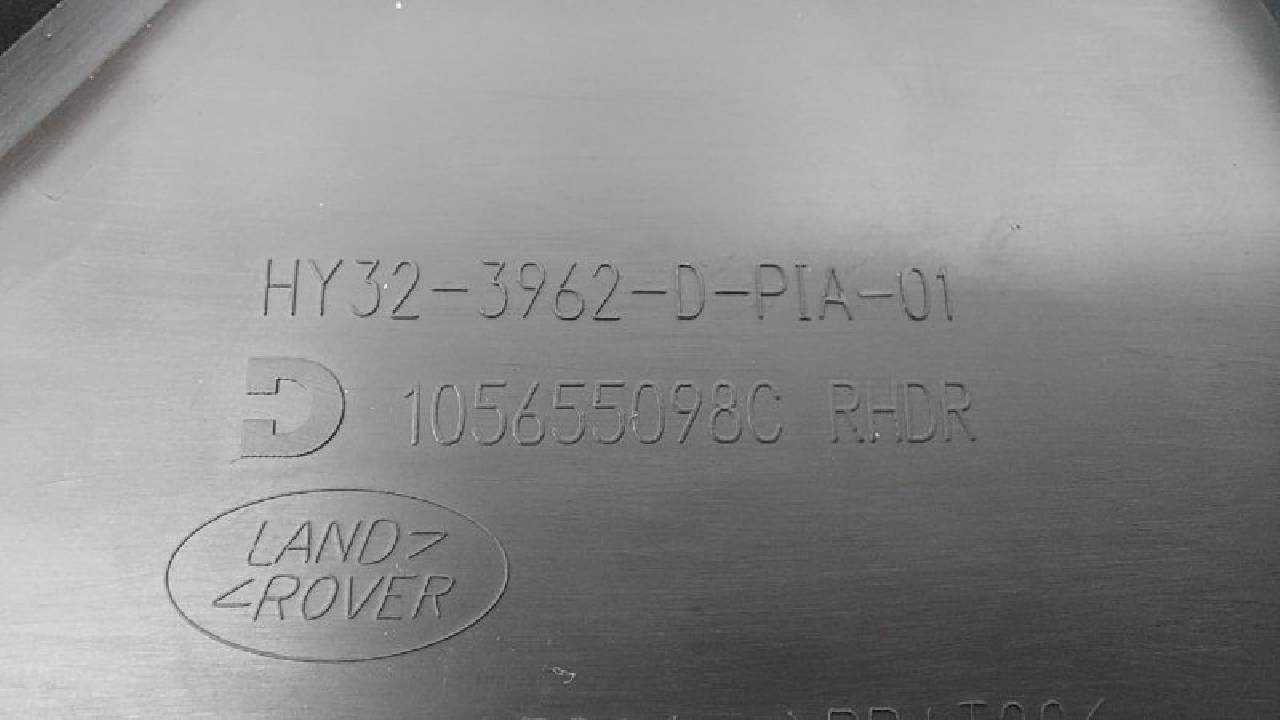 HY32-3962-D-PIA-01
D 105655098C RHDR
LAND
ROVER